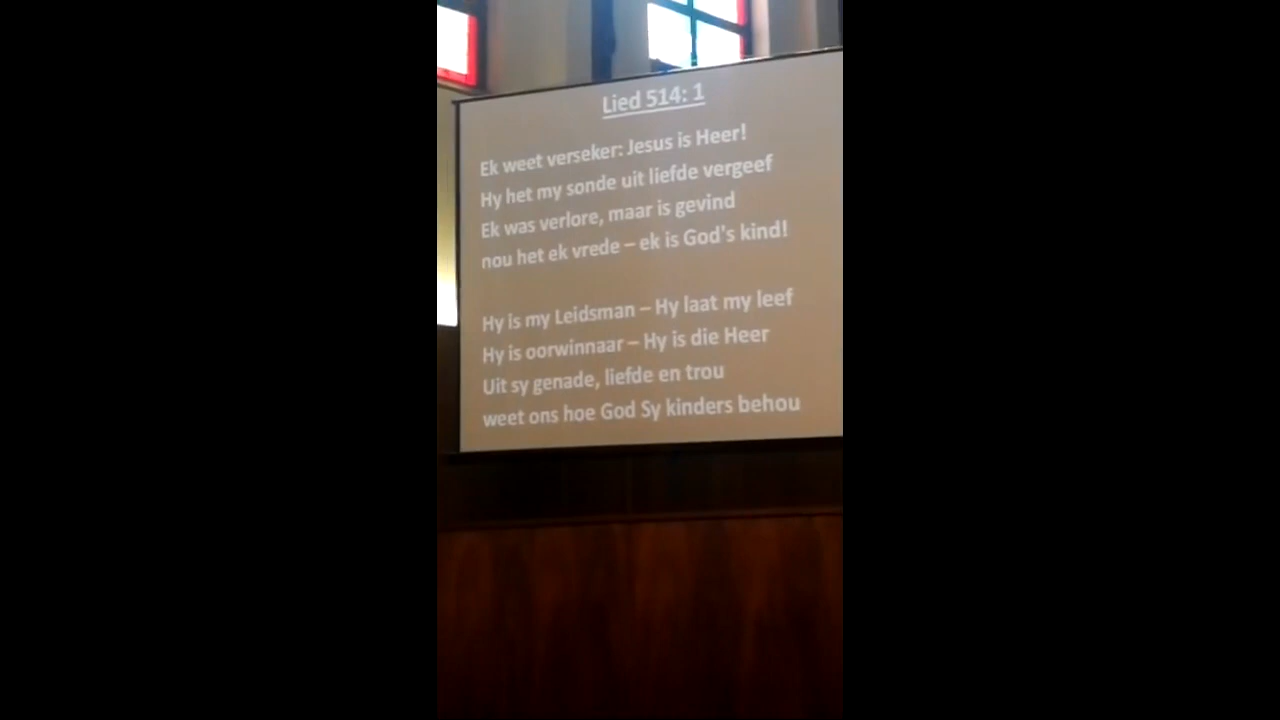 Lied 514: 1
Ek weet verseker: Jesus is Heer!
Hy het my sonde uit liefde vergeef
Ek was verlore, maar is gevind
nou het ek vrede – ek is God's kind!
Hy is my Leidsman – Hy laat my leef
Hy is oorwinnaar – Hy is die Heer
Uit sy genade, liefde en trou
weet ons hoe God Sy kinders behou